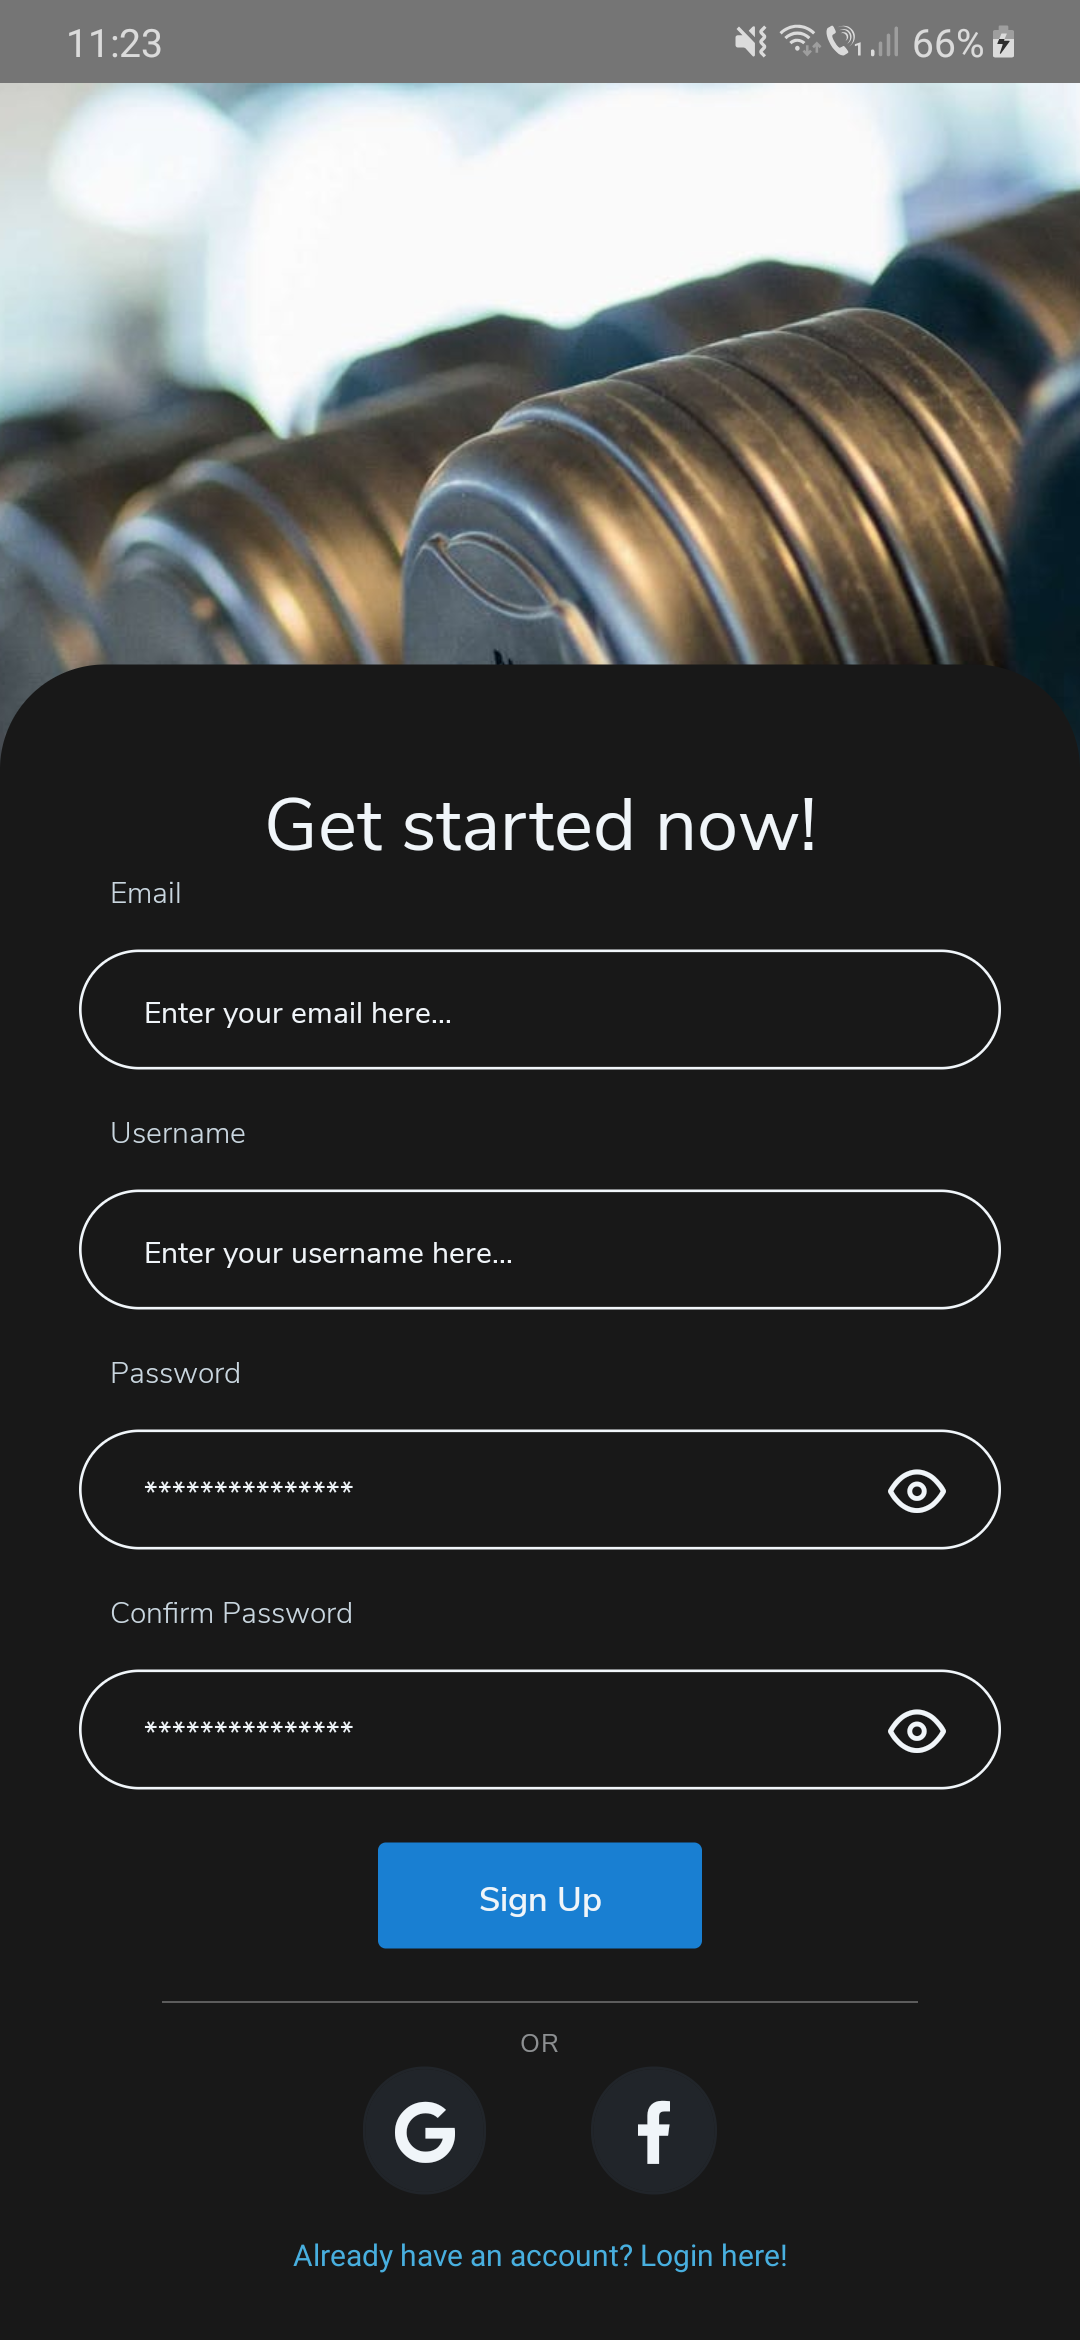 11:23
1
66%
Get started now!
Email
Enter your email here...
Username
Enter your username here...
Password
***************
Confirm Password
***************
Sign Up
OR
G f
Already have an account? Login here!